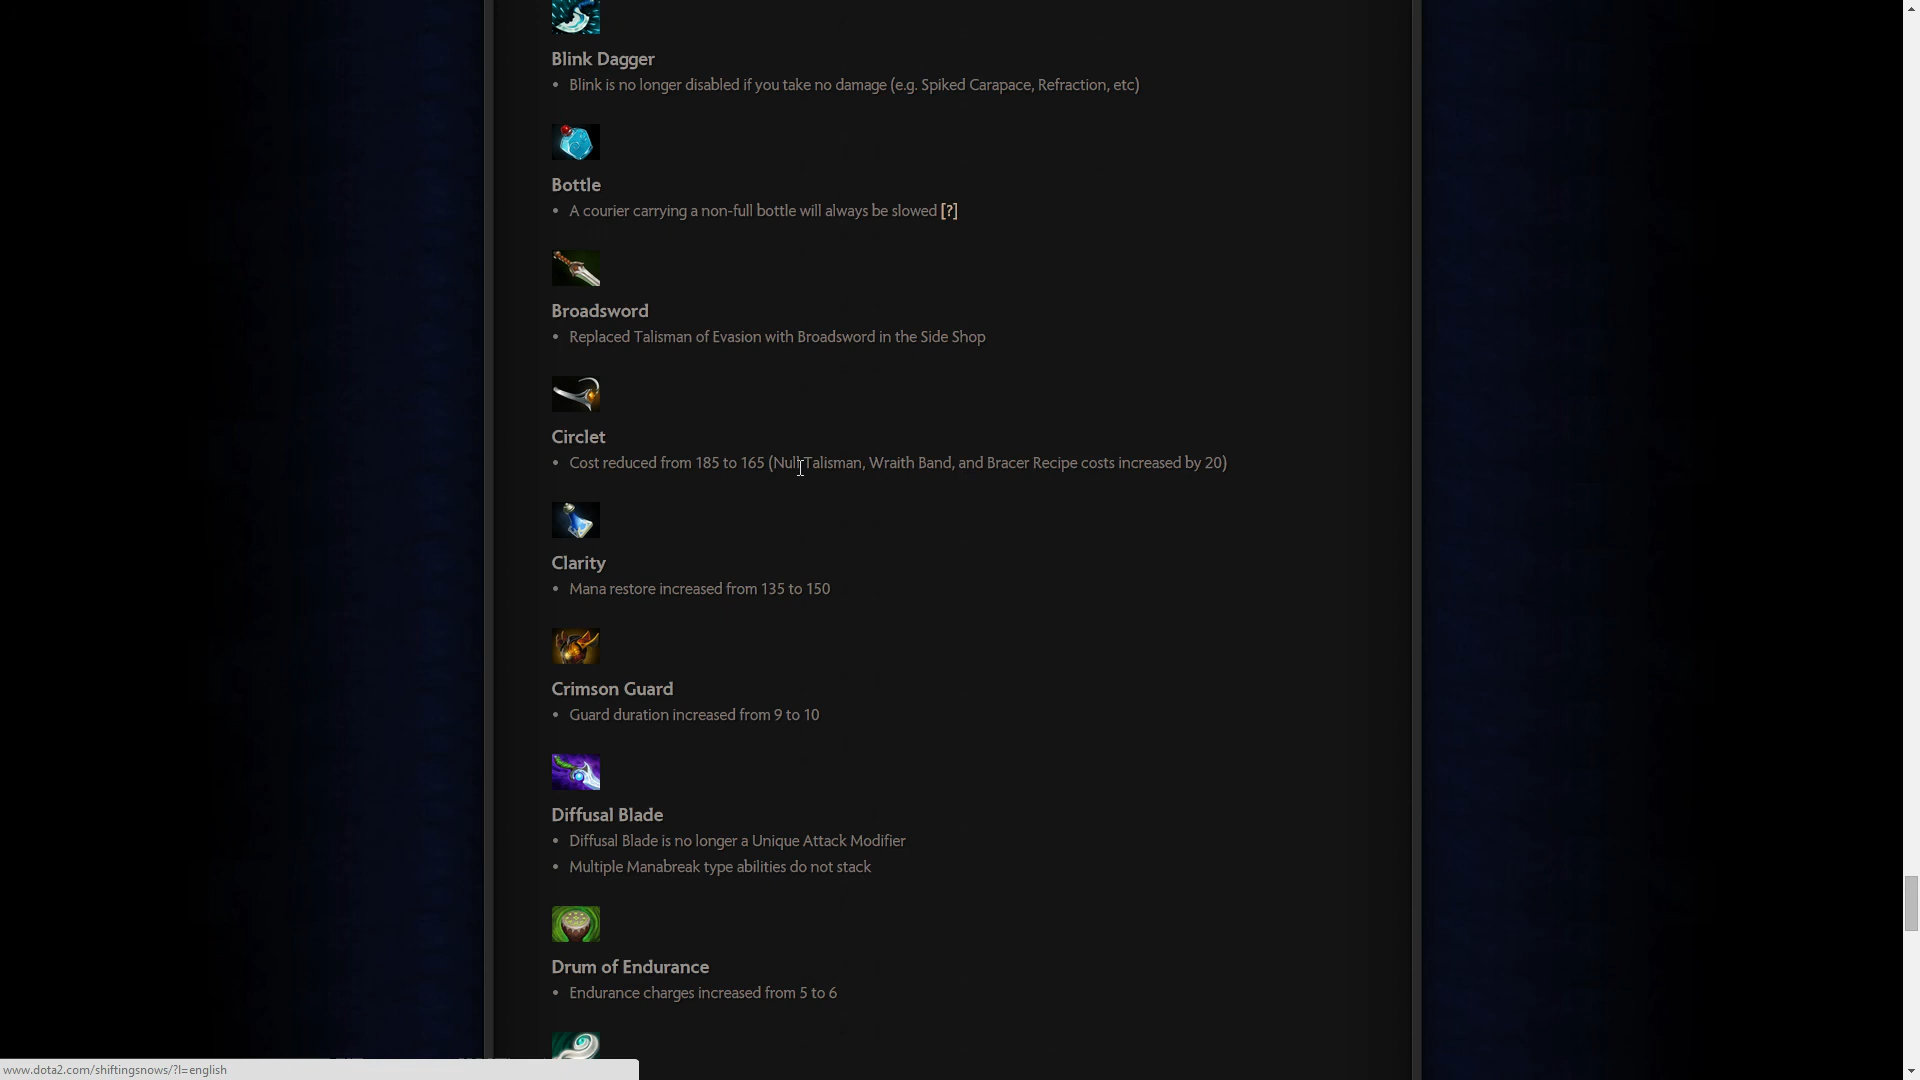 Blink Dagger
• Blink is no longer disabled if you take no damage (e.g. Spiked Carapace, Refraction, etc)
Bottle
• A courier carrying a non-full bottle will always be slowed [?]
Broadsword
• Replaced Talisman of Evasion with Broadsword in the Side Shop
Circlet
• Cost reduced from 185 to 165 (Null Talisman, Wraith Band, and Bracer Recipe costs increased by 20)
Clarity
• Mana restore increased from 135 to 150
Crimson Guard
• Guard duration increased from 9 to 10
Diffusal Blade
• Diffusal Blade is no longer a Unique Attack Modifier
• Multiple Manabreak type abilities do not stack
Drum of Endurance
• Endurance charges increased from 5 to 6
www.dota2.com/shiftingsnows/?l=english